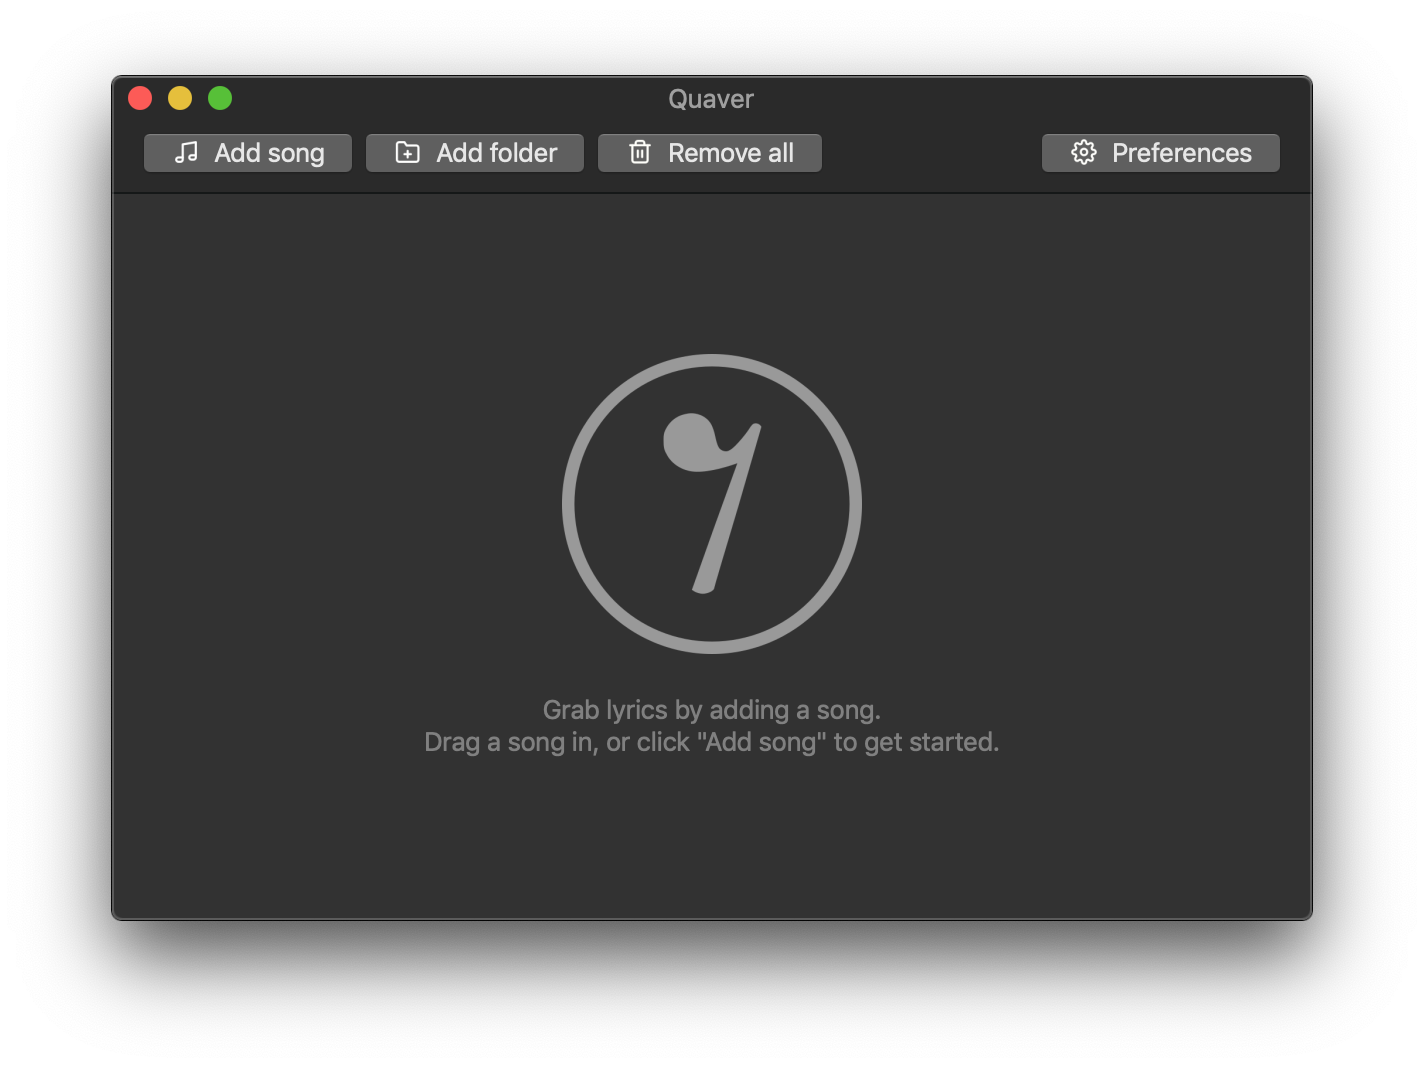 Quaver
Add song
Add folder
Remove all
Preferences
Grab lyrics by adding a song.
Drag a song in, or click "Add song" to get started.